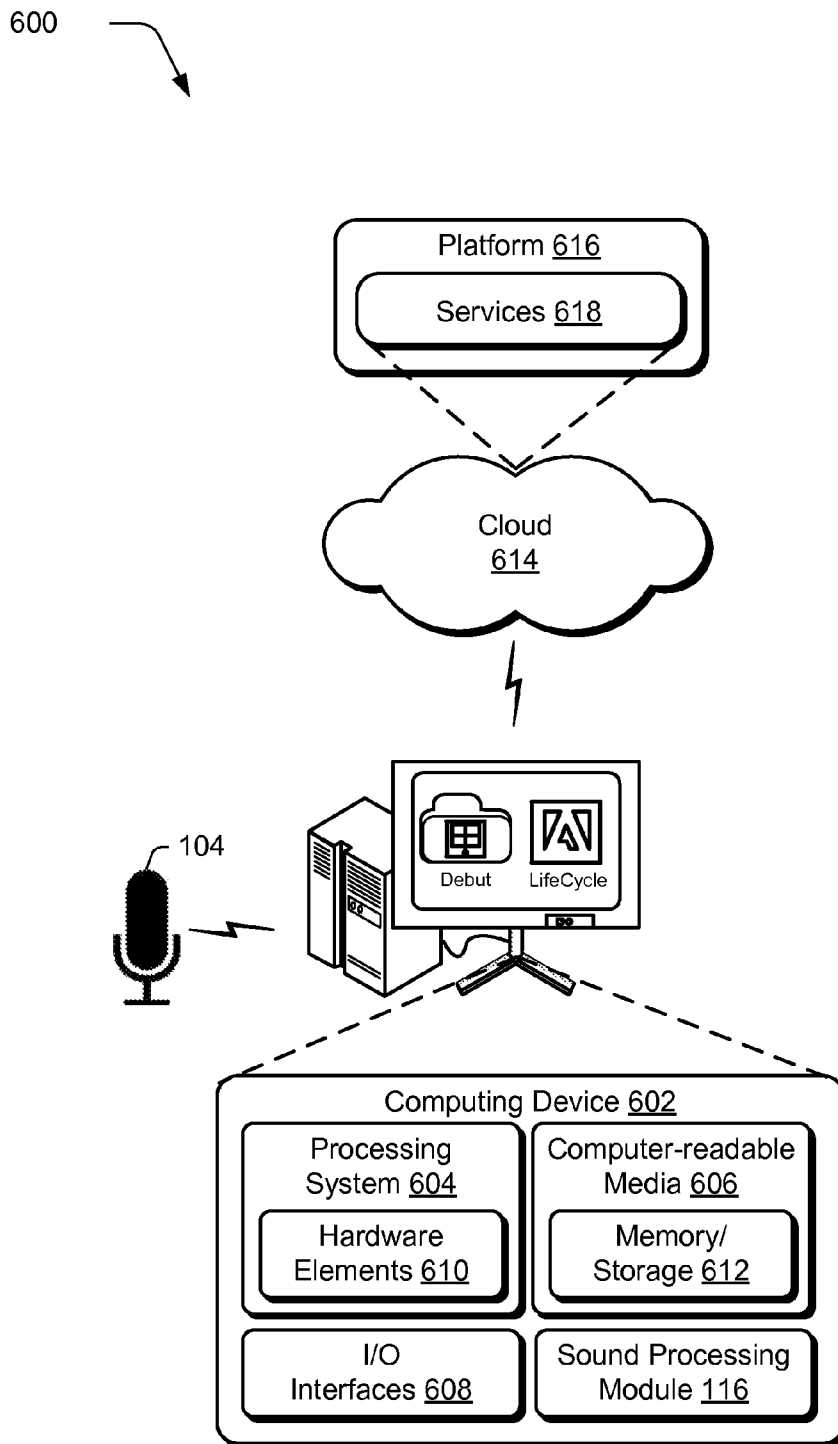 600
Platform 616
Services 618
Cloud
614
104
Debut
LifeCycle
Computing Device 602
Processing
System 604
Hardware
Elements 610
Computer-readable
Media 606
Memory/
Storage 612
I/O
Interfaces 608
Sound Processing
Module 116